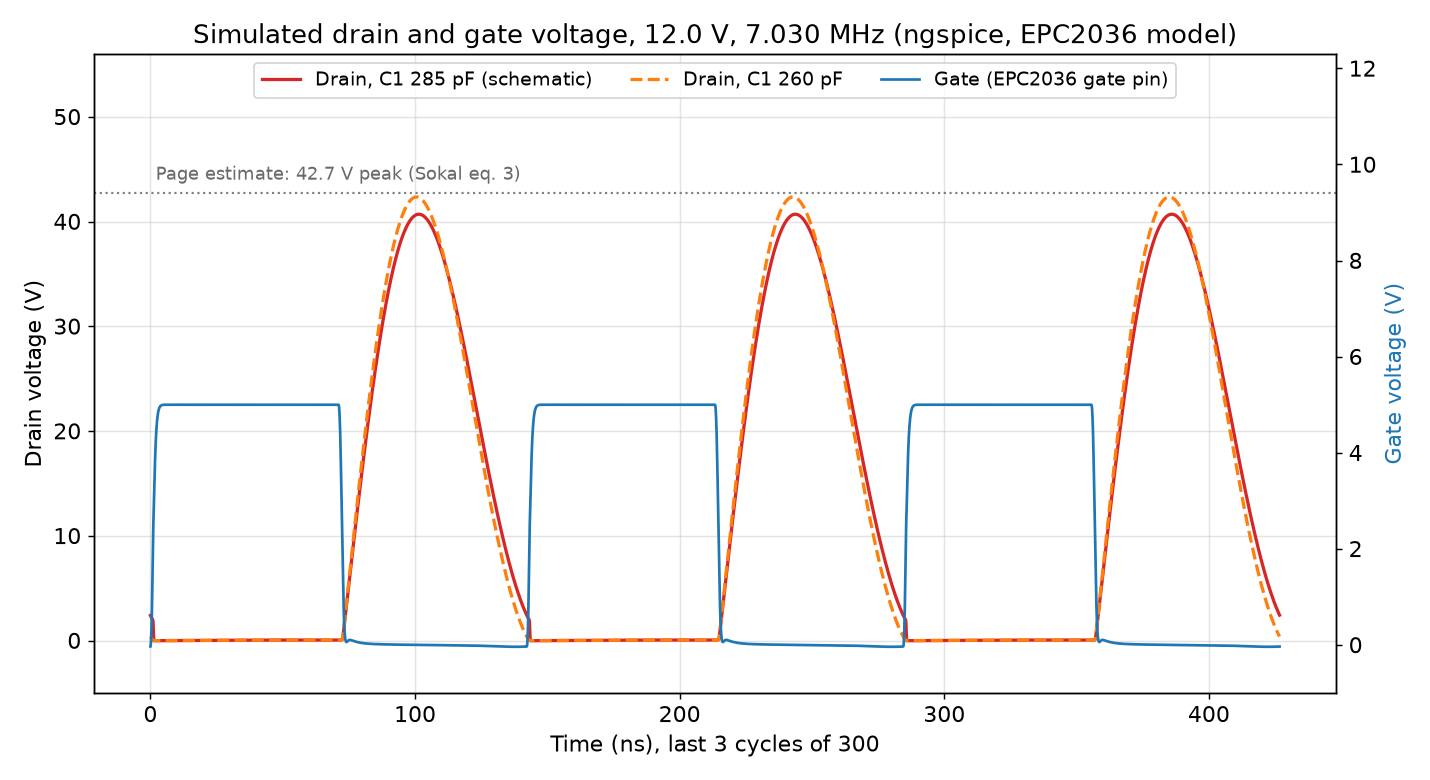 Simulated drain and gate voltage, 12.0 V, 7.030 MHz (ngspice, EPC2036 model)
Drain, C1 285 pF (schematic)
Drain, C1 260 pF
Gate (EPC2036 gate pin)
Page estimate: 42.7 V peak (Sokal eq. 3)
Drain voltage (V)
50
40
30
20
10
0
Gate voltage (V)
12
10
8
6
4
2
0
0 100 200 300 400
Time (ns), last 3 cycles of 300